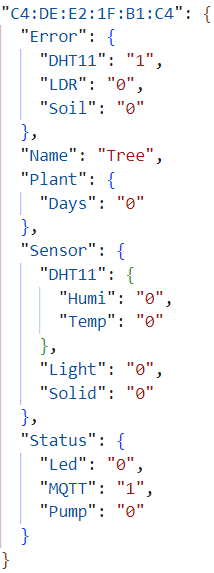 "C4:DE:E2:1F:B1:C4": {
"Error": {
"DHT11": "1",
"LDR": "0",
"Soil": "0"
},
"Name": "Tree",
"Plant": {
"Days": "0"
},
"Sensor": {
"DHT11": {
"Humi": "0",
"Temp": "0"
},
"Light": "0",
"Solid": "0"
},
"Status": {
"Led": "0",
"MQTT": "1",
"Pump": "0"
}
}